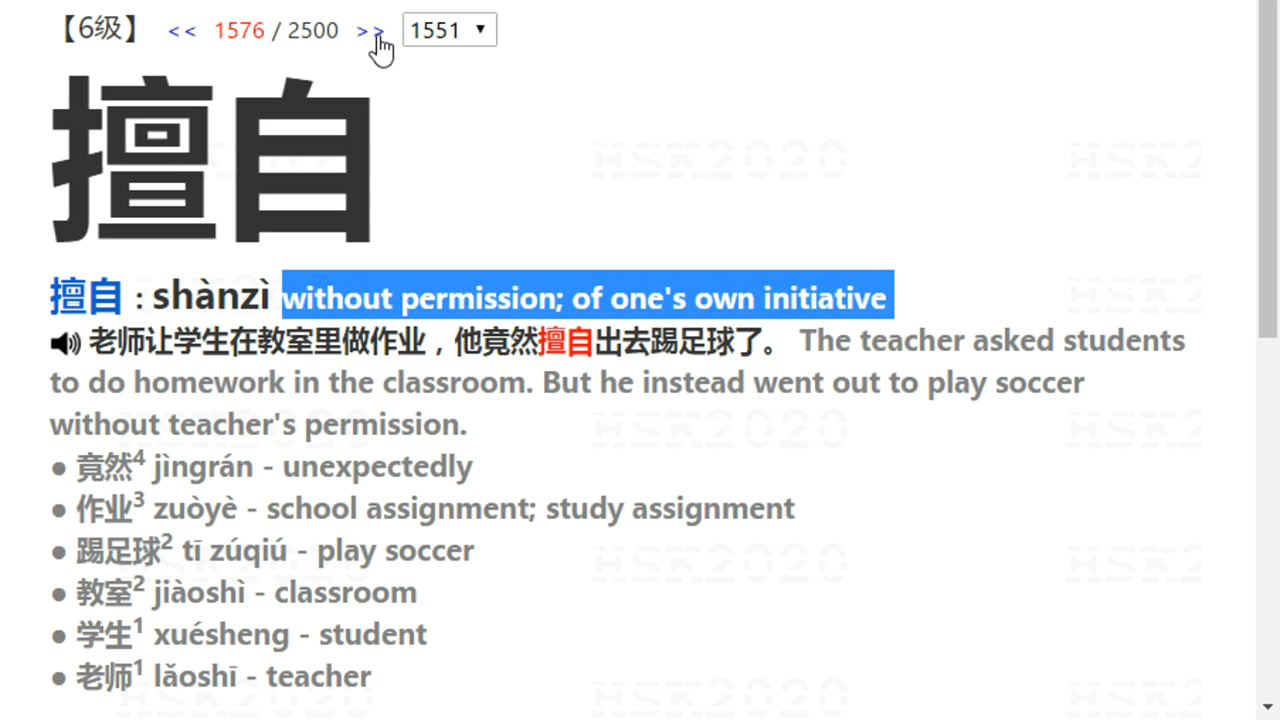 【6级】 << 1576 / 2500 >> 1551
擅自
擅自 : shànzì without permission; of one's own initiative
老师让学生在教室里做作业，他竟然擅自出去踢足球了。 The teacher asked students
to do homework in the classroom. But he instead went out to play soccer
without teacher's permission.
● 竟然4 jìngrán - unexpectedly
● 作业3 zuòyè - school assignment; study assignment
● 踢足球2 tī zúqiú - play soccer
● 教室2 jiàoshì - classroom
● 学生1 xuésheng - student
● 老师1 lǎoshī - teacher
HSK2020